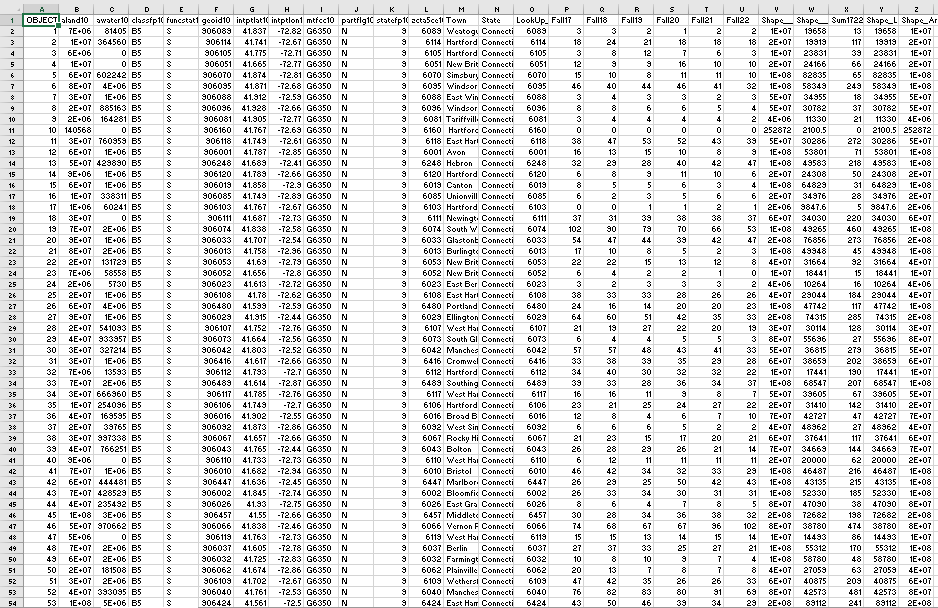 A B C D E F G H I J K L M N O P Q R S T U V W X Y Z
1 OBJECT aland10 awater10 classfp10 funcstat1 geoid10 intptlat10 intptlon1 mtfcc10 partflg10 statefp10 zcta5ce10 Town State LookUp_ Fall17 Fall18 Fall19 Fall20 Fall21 Fall22 Shape__ Shape__ Sum1722 Shape_L Shape_Ar
2 1 7E+06 81405 B5 S 906089 41.837 -72.82 G6350 N 9 6089 Weatogu Connecti 6089 3 3 2 1 2 2 1E+07 19658 13 19658 1E+07
3 2 1E+07 364560 B5 S 906114 41.741 -72.67 G6350 N 9 6114 Hartford Connecti 6114 18 24 21 18 18 18 2E+07 19919 117 19919 2E+07
4 3 6E+06 0 B5 S 906105 41.775 -72.71 G6350 N 9 6105 Hartford Connecti 6105 3 8 12 7 6 3 1E+07 23831 39 23831 1E+07
5 4 1E+07 0 B5 S 906051 41.665 -72.77 G6350 N 9 6051 New Brit Connecti 6051 12 9 9 16 10 10 2E+07 24166 66 24166 2E+07
6 5 6E+07 602242 B5 S 906070 41.874 -72.81 G6350 N 9 6070 Simsbury Connecti 6070 15 10 8 11 11 10 1E+08 82835 65 82835 1E+08
7 6 8E+07 4E+06 B5 S 906095 41.871 -72.68 G6350 N 9 6095 Windsor Connecti 6095 46 40 44 46 41 32 1E+08 58349 249 58349 1E+08
8 7 3E+07 1E+06 B5 S 906088 41.912 -72.59 G6350 N 9 6088 East Win Connecti 6088 3 4 3 3 2 3 5E+07 34955 18 34955 5E+07
9 8 2E+07 885163 B5 S 906096 41.928 -72.66 G6350 N 9 6096 Windsor Connecti 6096 8 8 6 6 5 4 5E+07 30782 37 30782 5E+07
10 9 2E+06 164281 B5 S 906081 41.905 -72.77 G6350 N 9 6081 Tariffvill Connecti 6081 3 4 4 4 4 2 4E+06 11330 21 11330 4E+06
11 10 140568 0 B5 S 906160 41.767 -72.69 G6350 N 9 6160 Hartford Connecti 6160 0 0 0 0 0 0 252872 2100.5 0 2100.5 252872
12 11 3E+07 760959 B5 S 906118 41.749 -72.61 G6350 N 9 6118 East Hart Connecti 6118 38 47 53 52 43 39 5E+07 30286 272 30286 5E+07
13 12 6E+07 1E+06 B5 S 906001 41.787 -72.85 G6350 N 9 6001 Avon Connecti 6001 16 13 15 10 8 9 1E+08 53801 71 53801 1E+08
14 13 5E+07 429890 B5 S 906248 41.689 -72.41 G6350 N 9 6248 Hebron Connecti 6248 32 29 28 40 42 47 1E+08 49583 218 49583 1E+08
15 14 9E+06 1E+06 B5 S 906120 41.789 -72.66 G6350 N 9 6120 Hartford Connecti 6120 6 8 9 11 10 6 2E+07 24308 50 24308 2E+07
16 15 6E+07 1E+06 B5 S 906019 41.858 -72.9 G6350 N 9 6019 Canton Connecti 6019 8 5 5 6 3 4 1E+08 64829 31 64829 1E+08
17 16 1E+07 338311 B5 S 906085 41.749 -72.89 G6350 N 9 6085 Unionvill Connecti 6085 6 2 3 5 6 6 2E+07 34976 28 34976 2E+07
18 17 1E+06 60241 B5 S 906103 41.767 -72.67 G6350 N 9 6103 Hartford Connecti 6103 0 0 1 1 2 1 2E+06 9847.6 5 9847.6 2E+06
19 18 3E+07 0 B5 S 906111 41.687 -72.73 G6350 N 9 6111 Newingt Connecti 6111 37 31 39 38 38 37 6E+07 34030 220 34030 6E+07
20 19 7E+07 2E+06 B5 S 906074 41.838 -72.56 G6350 N 9 6074 South W Connecti 6074 102 90 79 70 66 53 1E+08 49265 460 49265 1E+08
21 20 9E+07 1E+06 B5 S 906033 41.707 -72.54 G6350 N 9 6033 Glastonb Connecti 6033 54 47 44 39 42 47 2E+08 76856 273 76856 2E+08
22 21 8E+07 2E+06 B5 S 906013 41.758 -72.96 G6350 N 9 6013 Burlingto Connecti 6013 17 10 8 5 2 3 1E+08 49948 45 49948 1E+08
23 22 2E+07 131729 B5 S 906053 41.69 -72.79 G6350 N 9 6053 New Brit Connecti 6053 22 22 15 13 12 8 4E+07 31664 92 31664 4E+07
24 23 7E+06 58558 B5 S 906052 41.656 -72.8 G6350 N 9 6052 New Brit Connecti 6052 6 4 2 2 1 0 1E+07 18441 15 18441 1E+07
25 24 2E+06 5730 B5 S 906023 41.613 -72.72 G6350 N 9 6023 East Ber Connecti 6023 3 2 3 2 3 3 4E+06 10264 16 10264 4E+06
26 25 2E+07 1E+06 B5 S 906108 41.78 -72.62 G6350 N 9 6108 East Hart Connecti 6108 38 33 33 28 26 26 4E+07 29044 184 29044 4E+07
27 26 6E+07 4E+06 B5 S 906480 41.599 -72.59 G6350 N 9 6480 Portland Connecti 6480 24 16 14 20 20 23 1E+08 47742 117 47742 1E+08
28 27 9E+07 1E+06 B5 S 906029 41.915 -72.44 G6350 N 9 6029 Ellington Connecti 6029 64 60 51 42 35 33 2E+08 74315 285 74315 2E+08
29 28 2E+07 541093 B5 S 906107 41.752 -72.76 G6350 N 9 6107 West Hai Connecti 6107 21 19 27 22 20 19 3E+07 30114 128 30114 3E+07
30 29 4E+07 933957 B5 S 906073 41.664 -72.56 G6350 N 9 6073 South Gl Connecti 6073 6 4 4 5 5 3 8E+07 55696 27 55696 8E+07
31 30 4E+07 327214 B5 S 906042 41.803 -72.52 G6350 N 9 6042 Manches Connecti 6042 57 57 48 43 41 33 7E+07 36815 279 36815 7E+07
32 31 3E+07 1E+06 B5 S 906416 41.617 -72.66 G6350 N 9 6416 Cromwel Connecti 6416 33 38 39 35 29 28 6E+07 38659 202 38659 6E+07
33 32 7E+06 13593 B5 S 906112 41.793 -72.7 G6350 N 9 6112 Hartford Connecti 6112 34 40 30 32 32 22 1E+07 17441 190 17441 1E+07
34 33 7E+07 2E+06 B5 S 906489 41.614 -72.87 G6350 N 9 6489 Southing Connecti 6489 39 33 28 36 34 37 1E+08 68547 207 68547 1E+08
35 34 3E+07 666960 B5 S 906117 41.785 -72.76 G6350 N 9 6117 West Hai Connecti 6117 16 16 11 9 8 7 5E+07 39605 67 39605 5E+07
36 35 1E+07 254036 B5 S 906106 41.749 -72.7 G6350 N 9 6106 Hartford Connecti 6106 23 21 25 24 27 22 2E+07 31410 142 31410 2E+07
37 36 4E+07 169595 B5 S 906016 41.902 -72.55 G6350 N 9 6016 Broad B Connecti 6016 12 8 4 6 7 10 7E+07 42727 47 42727 7E+07
38 37 2E+07 39765 B5 S 906092 41.873 -72.86 G6350 N 9 6092 West Sin Connecti 6092 6 6 6 5 2 2 4E+07 48962 27 48962 4E+07
39 38 4E+07 997338 B5 S 906067 41.657 -72.66 G6350 N 9 6067 Rocky Hi Connecti 6067 21 23 15 17 20 21 6E+07 37641 117 37641 6E+07
40 39 4E+07 766251 B5 S 906043 41.765 -72.44 G6350 N 9 6043 Bolton Connecti 6043 26 28 29 26 21 14 7E+07 34669 144 34669 7E+07
41 40 9E+06 0 B5 S 906110 41.733 -72.73 G6350 N 9 6110 West Hai Connecti 6110 6 12 11 11 11 11 2E+07 20000 62 20000 2E+07
42 41 7E+07 1E+06 B5 S 906010 41.682 -72.94 G6350 N 9 6010 Bristol Connecti 6010 46 42 34 32 33 29 1E+08 46487 216 46487 1E+08
43 42 6E+07 444481 B5 S 906447 41.636 -72.45 G6350 N 9 6447 Marlbor Connecti 6447 26 29 25 50 42 43 1E+08 43135 215 43135 1E+08
44 43 7E+07 428529 B5 S 906002 41.845 -72.74 G6350 N 9 6002 Bloomfie Connecti 6002 26 33 34 30 31 31 1E+08 52330 185 52330 1E+08
45 44 4E+07 235492 B5 S 906026 41.93 -72.75 G6350 N 9 6026 East Gra Connecti 6026 8 6 4 7 8 5 8E+07 47090 38 47090 8E+07
46 45 1E+08 3E+06 B5 S 906457 41.55 -72.66 G6350 N 9 6457 Middleto Connecti 6457 30 28 34 36 38 32 2E+08 72682 198 72682 2E+08
47 46 5E+07 970662 B5 S 906066 41.838 -72.46 G6350 N 9 6066 Vernon R Connecti 6066 74 68 67 67 96 102 8E+07 38780 474 38780 8E+07
48 47 5E+06 0 B5 S 906119 41.763 -72.73 G6350 N 9 6119 West Hai Connecti 6119 15 15 13 14 15 14 1E+07 14493 86 14493 1E+07
49 48 7E+07 2E+06 B5 S 906037 41.605 -72.78 G6350 N 9 6037 Berlin Connecti 6037 27 37 33 25 27 21 1E+08 55312 170 55312 1E+08
50 49 6E+07 2E+06 B5 S 906032 41.725 -72.83 G6350 N 9 6032 Farmingt Connecti 6032 10 8 10 9 7 4 1E+08 58780 48 58780 1E+08
51 50 2E+07 181508 B5 S 906062 41.674 -72.86 G6350 N 9 6062 Plainville Connecti 6062 20 13 7 8 7 8 4E+07 27059 63 27059 4E+07
52 51 3E+07 2E+06 B5 S 906109 41.702 -72.67 G6350 N 9 6109 Wetherst Connecti 6109 47 42 35 26 26 33 6E+07 40875 209 40875 6E+07
53 52 4E+07 393095 B5 S 906040 41.761 -72.53 G6350 N 9 6040 Manches Connecti 6040 76 82 83 80 91 69 8E+07 42573 481 42573 8E+07
54 53 1E+08 5E+06 B5 S 906424 41.561 -72.5 G6350 N 9 6424 East Ham Connecti 6424 43 50 46 39 34 29 2E+08 89112 241 89112 2E+08